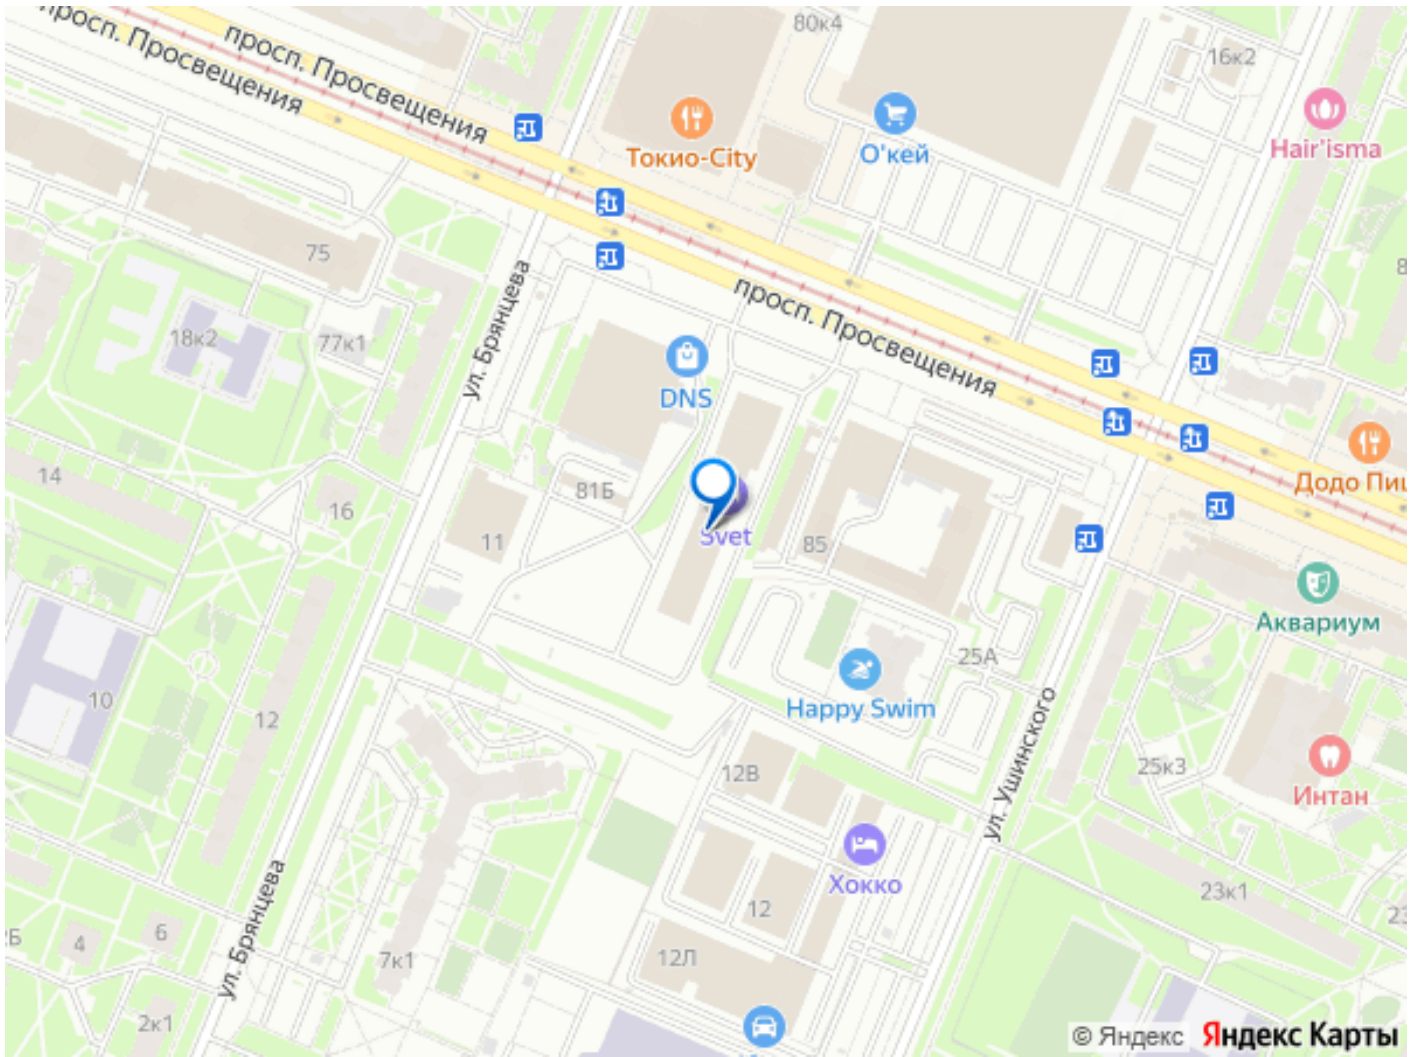 80к4
16к2
просп. Просвещения
просп. Просвещения
Токио-City
О'кей
Hair'isma
75
ул. Брянцева
просп. Просвещения
18к2
77к1
DNS
Додо Пиц
14
16
81Б
11
Svet
85
Аквариум
25А
10
12
Happy Swim
ул. Ушинского
12В
25к3
Интан
Хокко
23к1
12
ул. Брянцева
4
6
7к1
12Л
2к1
© Яндекс Яндекс Карты